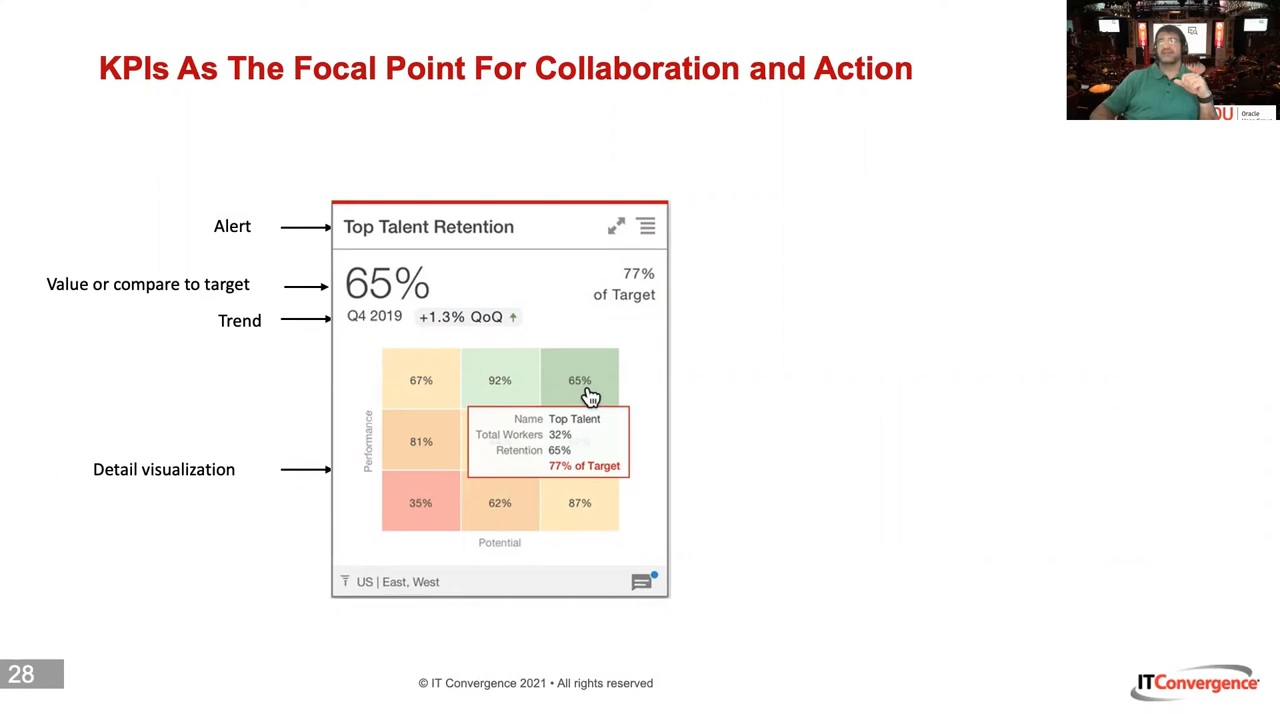 KPIs As The Focal Point For Collaboration and Action
OU
Oracle
Alert
Top Talent Retention
Value or compare to target
65%
77%
of Target
Trend
Q4 2019
+1.3% QoQ ↑
67%
92%
65%
Name Top Talent
Total Workers 32%
Retention 65%
77% of Target
Performance
81%
Detail visualization
35%
62%
87%
Potential
US | East, West
28
© IT Convergence 2021 • All rights reserved
ITConvergence